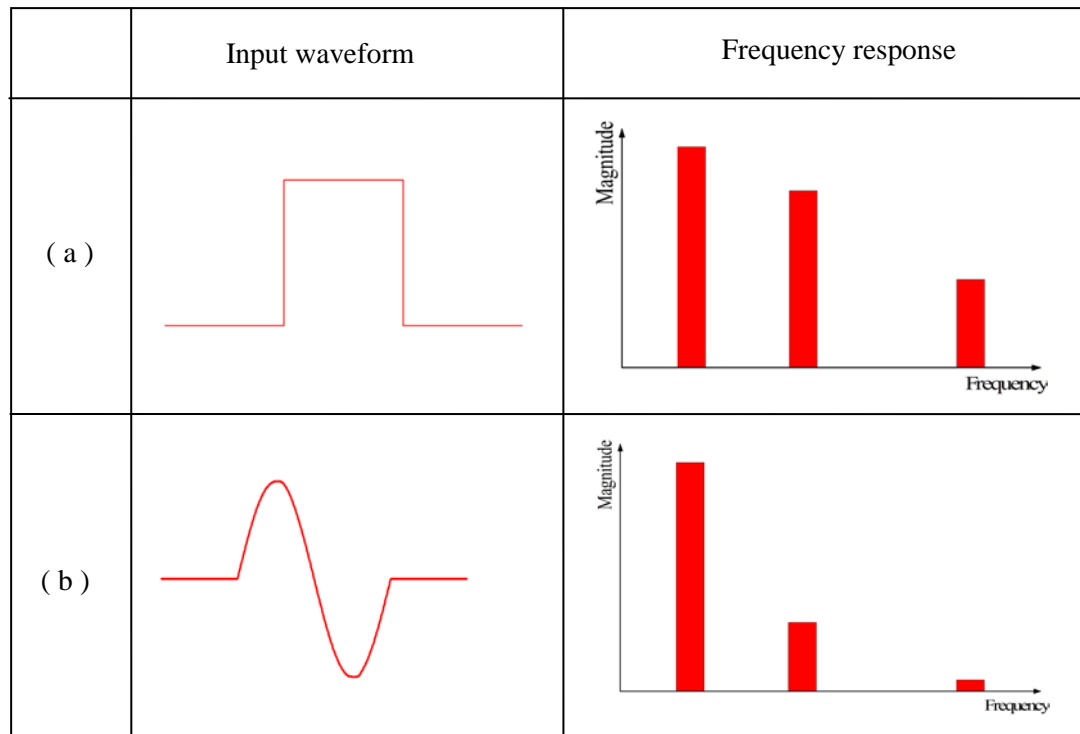 Input waveform
Frequency response
( a )
Magnitude
Frequency
( b )
Magnitude
Frequency